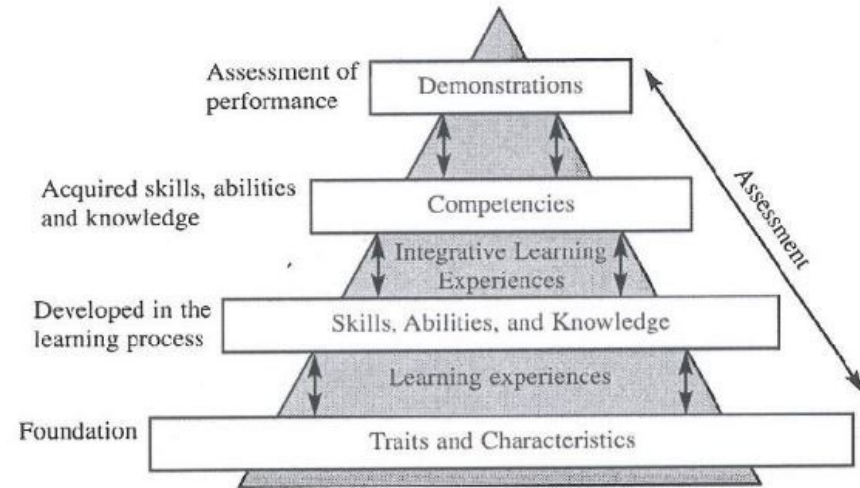 Assessment of
performance
Demonstrations
Acquired skills, abilities
and knowledge
Competencies
Assessment
Integrative Learning
Experiences
Developed in the
learning process
Skills, Abilities, and Knowledge
Learning experiences
Foundation
Traits and Characteristics